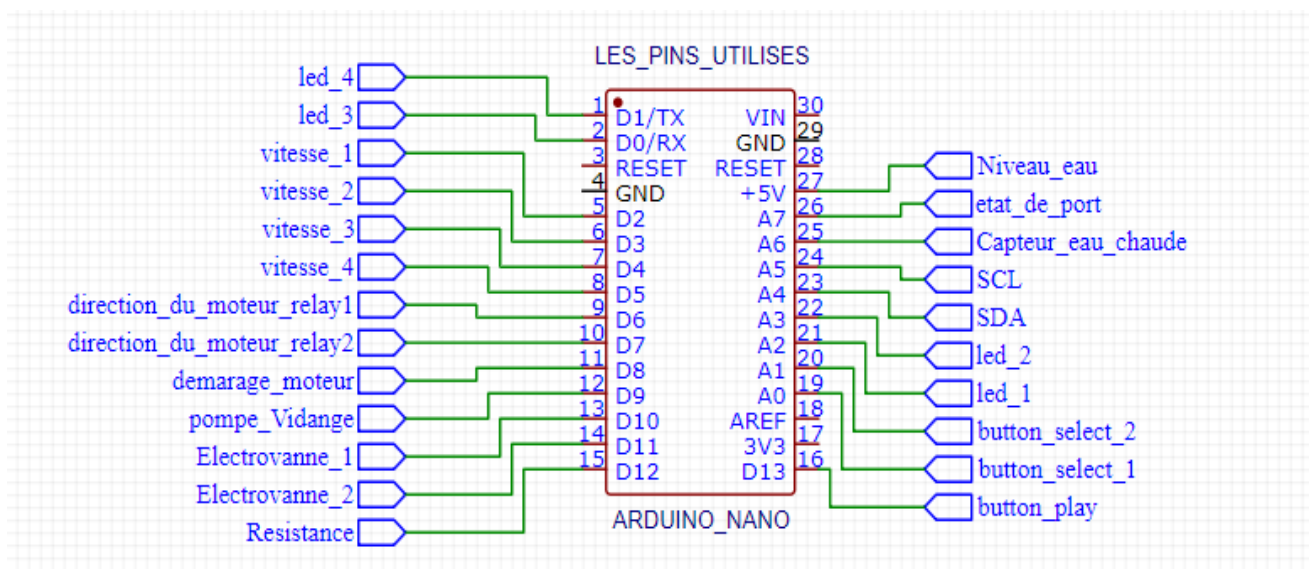 LES_PINS_UTILISES
led_4
led_3
vitesse_1
vitesse_2
vitesse_3
vitesse_4
direction_du_moteur_relay1
direction_du_moteur_relay2
demarage_moteur
pompe_Vidange
Electrovanne_1
Electrovanne_2
Resistance
1 D1/TX
2 D0/RX
3 RESET
4 GND
5 D2
6 D3
7 D4
8 D5
9 D6
10 D7
11 D8
12 D9
13 D10
14 D11
15 D12
VIN 30
GND 29
RESET 28
+5V 27
A7 26
A6 25
A5 24
A4 23
A3 22
A2 21
A1 20
A0 19
AREF 18
3V3 17
D13 16
Niveau_eau
etat_de_port
Capteur_eau_chaude
SCL
SDA
led_2
led_1
button_select_2
button_select_1
button_play
ARDUINO_NANO